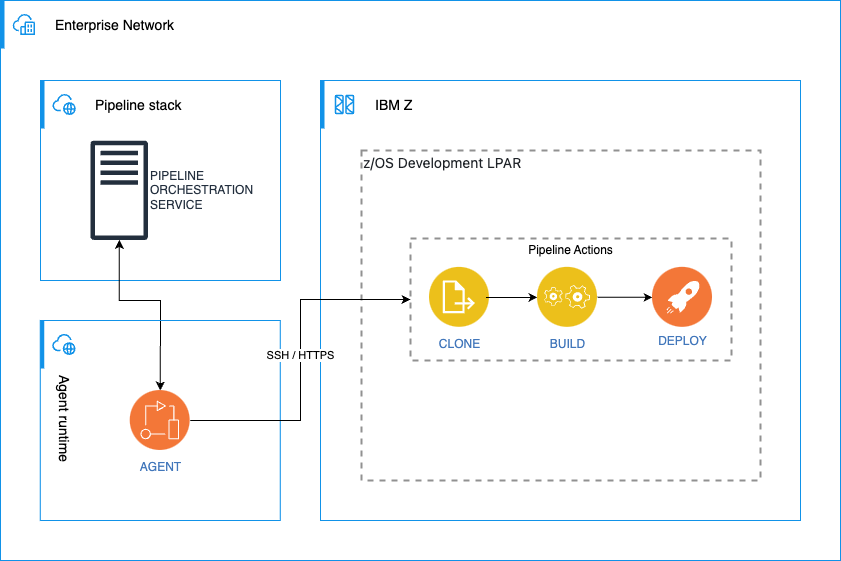 Enterprise Network
Pipeline stack
PIPELINE
ORCHESTRATION
SERVICE
IBM Z
z/OS Development LPAR
Pipeline Actions
CLONE
BUILD
DEPLOY
SSH / HTTPS
Agent runtime
AGENT